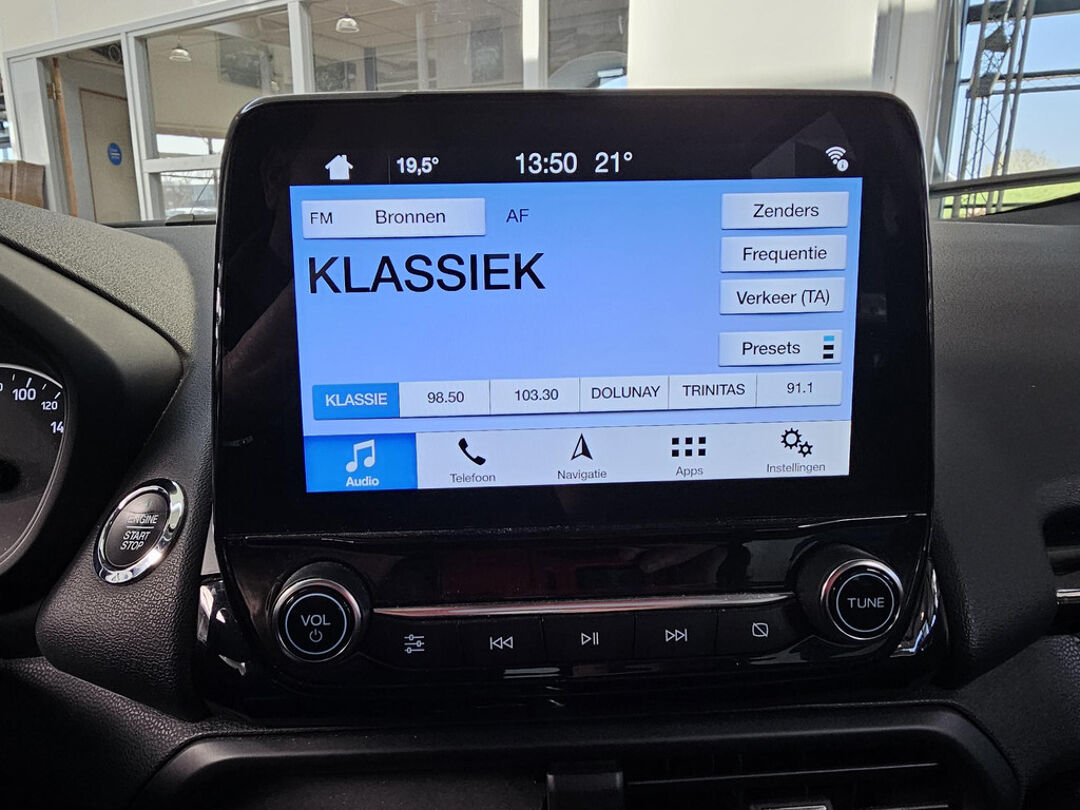 19,5° 13:50 21°
FM Bronnen AF Zenders
KLASSIEK
Frequentie
Verkeer (TA)
Presets
KLASSIE 98.50 103.30 DOLUNAY TRINITAS 91.1
Audio Telefoon Navigatie Apps Instellingen
100
120
14
ENGINE
START
STOP
VOL
TUNE